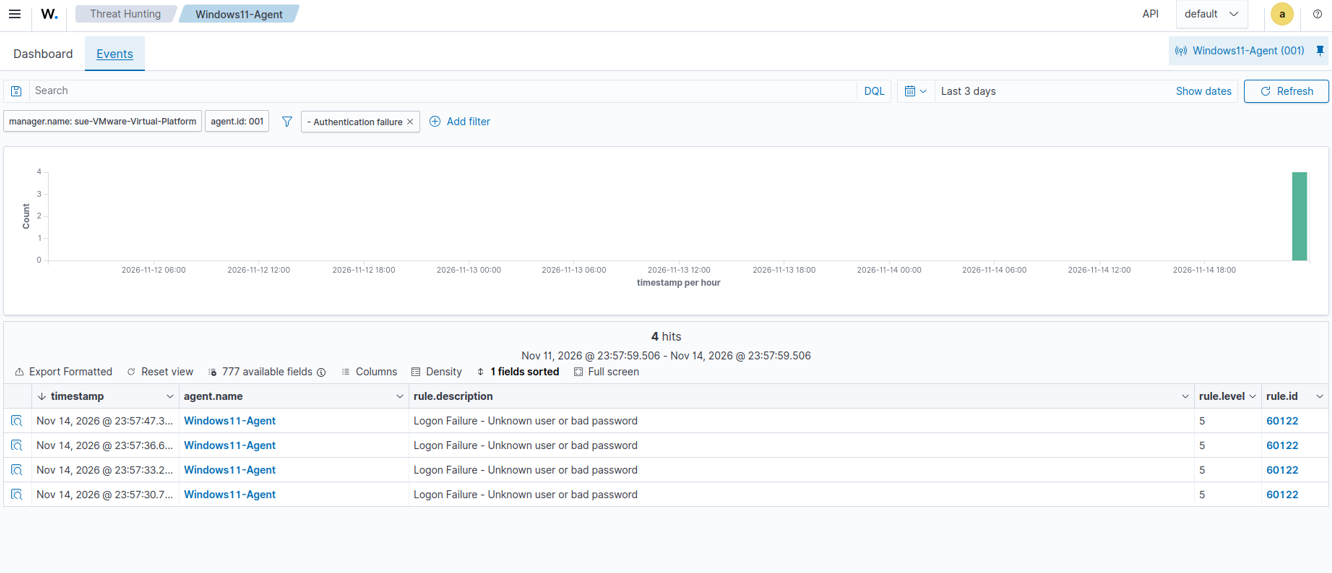 W. Threat Hunting Windows11-Agent API default a
Dashboard Events Windows11-Agent (001)
Search DQL Last 3 days Show dates Refresh
manager.name: sue-VMware-Virtual-Platform agent.id: 001 - Authentication failure × Add filter
4
3
2
1
0
Count
2026-11-12 06:00 2026-11-12 12:00 2026-11-12 18:00 2026-11-13 00:00 2026-11-13 06:00 2026-11-13 12:00 2026-11-13 18:00 2026-11-14 00:00 2026-11-14 06:00 2026-11-14 12:00 2026-11-14 18:00
timestamp per hour
4 hits
Nov 11, 2026 @ 23:57:59.506 - Nov 14, 2026 @ 23:57:59.506
Export Formatted Reset view 777 available fields Columns Density 1 fields sorted Full screen
timestamp agent.name rule.description rule.level rule.id
Nov 14, 2026 @ 23:57:47.3... Windows11-Agent Logon Failure - Unknown user or bad password 5 60122
Nov 14, 2026 @ 23:57:36.6... Windows11-Agent Logon Failure - Unknown user or bad password 5 60122
Nov 14, 2026 @ 23:57:33.2... Windows11-Agent Logon Failure - Unknown user or bad password 5 60122
Nov 14, 2026 @ 23:57:30.7... Windows11-Agent Logon Failure - Unknown user or bad password 5 60122